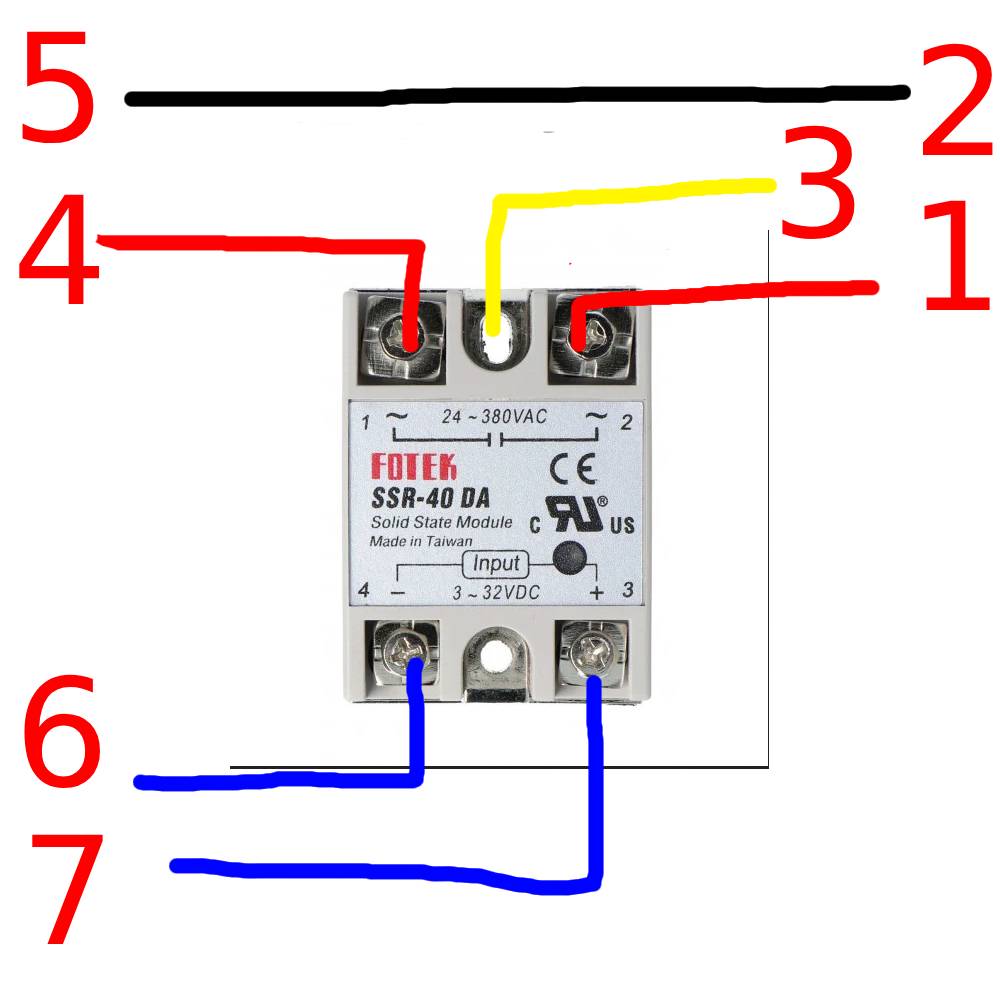 5
2
3
4
1
1 ~ 24 ~ 380VAC ~ 2
FOTEK
SSR-40 DA
CE
Solid State Module
C RU® US
Made in Taiwan
Input
4 − 3 ~ 32VDC + 3
6
7